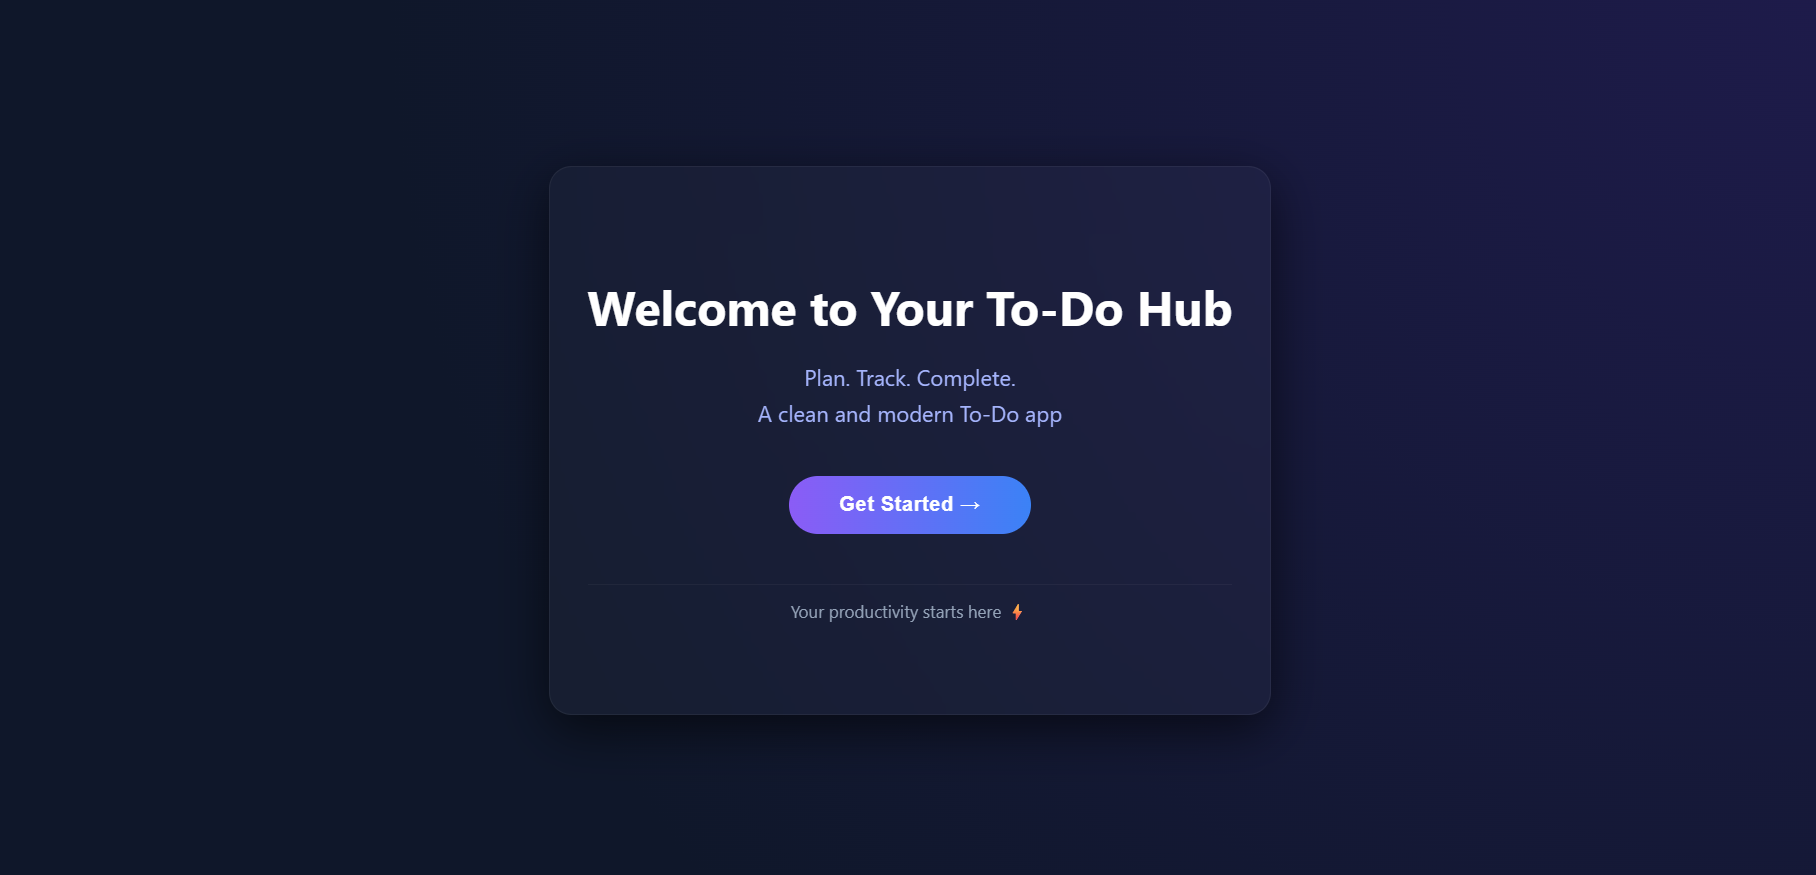 Welcome to Your To-Do Hub
Plan. Track. Complete.
A clean and modern To-Do app
Get Started →
Your productivity starts here ⚡